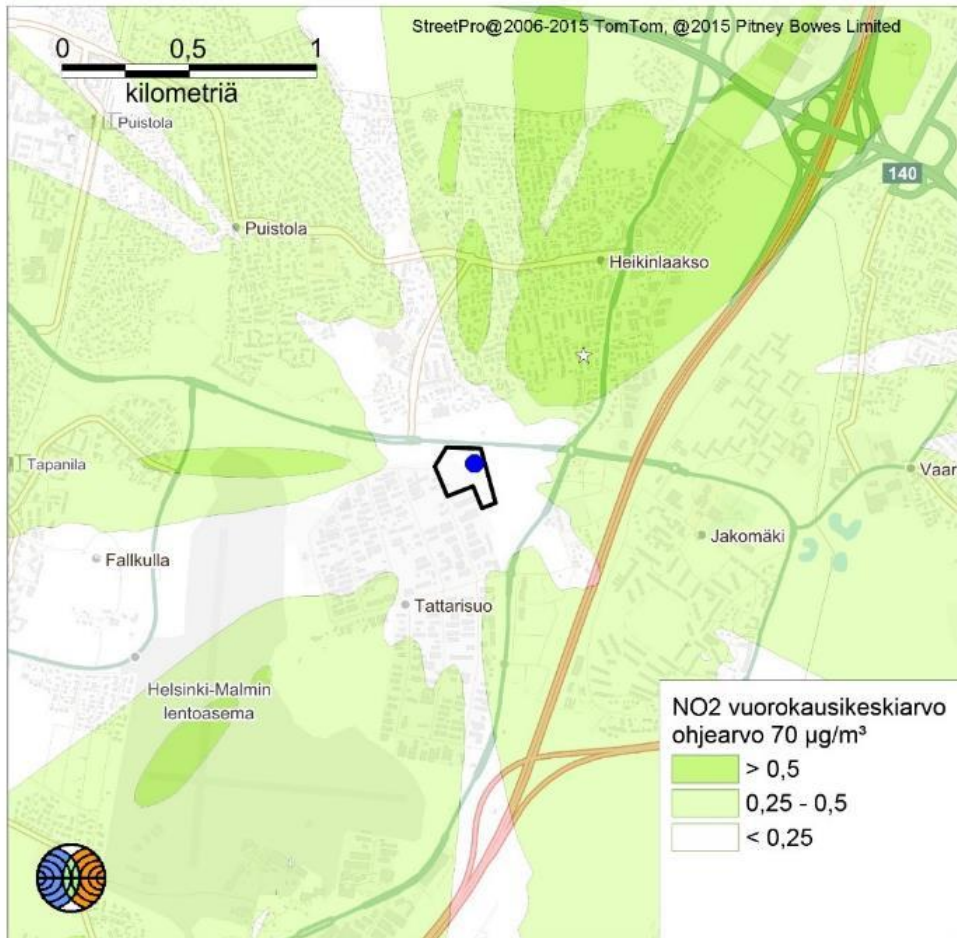 StreetPro@2006-2015 TomTom, @2015 Pitney Bowes Limited
0 0,5 1
kilometriä
Puistola
140
Puistola
Heikinlaakso
Tapanila
Vaar
Jakomäki
Fallkulla
Tattarisuo
Helsinki-Malmin
lentoasema
NO2 vuorokausikeskiarvo
ohjearvo 70 µg/m³
> 0,5
0,25 - 0,5
< 0,25